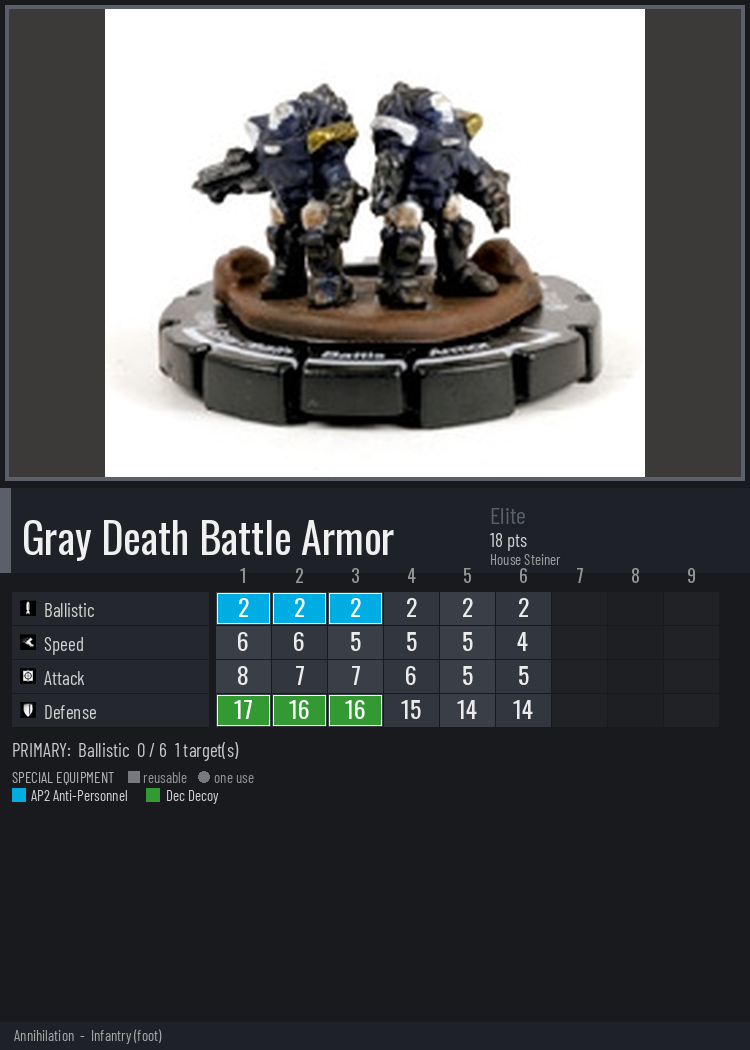 Battle
Armor
Gray Death Battle Armor
Elite
18 pts
House Steiner
1 2 3 4 5 6 7 8 9
Ballistic 2 2 2 2 2 2
Speed 6 6 5 5 5 4
Attack 8 7 7 6 5 5
Defense 17 16 16 15 14 14
PRIMARY: Ballistic 0 / 6 1 target(s)
SPECIAL EQUIPMENT reusable one use
AP2 Anti-Personnel Dec Decoy
Annihilation - Infantry (foot)